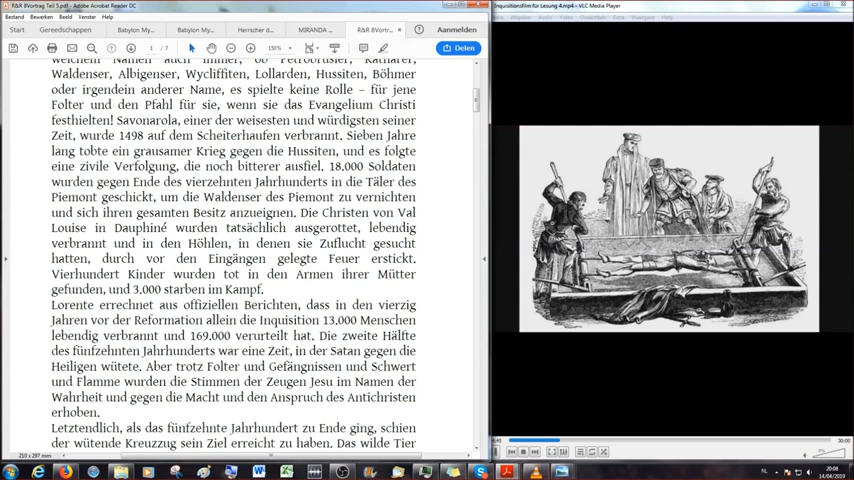 R&R 8Vortrag Teil 5.pdf - Adobe Acrobat Reader DC
Bestand Bewerken Beeld Venster Help
Start Gereedschappen Babylon My... Babylon My... Herrscher d... MIRANDA ... R&R 8Vortr... × Aanmelden
1 / 7 150% Delen
welchem Namen auch immer, ob Petrobrusier, Katharer,
Waldenser, Albigenser, Wycliffiten, Lollarden, Hussiten, Böhmer
oder irgendein anderer Name, es spielte keine Rolle – für jene
Folter und den Pfahl für sie, wenn sie das Evangelium Christi
festhielten! Savonarola, einer der weisesten und würdigsten seiner
Zeit, wurde 1498 auf dem Scheiterhaufen verbrannt. Sieben Jahre
lang tobte ein grausamer Krieg gegen die Hussiten, und es folgte
eine zivile Verfolgung, die noch bitterer ausfiel. 18.000 Soldaten
wurden gegen Ende des vierzehnten Jahrhunderts in die Täler des
Piemont geschickt, um die Waldenser des Piemont zu vernichten
und sich ihren gesamten Besitz anzueignen. Die Christen von Val
Louise in Dauphiné wurden tatsächlich ausgerottet, lebendig
verbrannt und in den Höhlen, in denen sie Zuflucht gesucht
hatten, durch vor den Eingängen gelegte Feuer erstickt.
Vierhundert Kinder wurden tot in den Armen ihrer Mütter
gefunden, und 3,000 starben im Kampf.
Lorente errechnet aus offiziellen Berichten, dass in den vierzig
Jahren vor der Reformation allein die Inquisition 13,000 Menschen
lebendig verbrannt und 169.000 verurteilt hat. Die zweite Hälfte
des fünfzehnten Jahrhunderts war eine Zeit, in der Satan gegen die
Heiligen wütete. Aber trotz Folter und Gefängnissen und Schwert
und Flamme wurden die Stimmen der Zeugen Jesu im Namen der
Wahrheit und gegen die Macht und den Anspruch des Antichristen
erhoben.
Letztendlich, als das fünfzehnte Jahrhundert zu Ende ging, schien
der wütende Kreuzzug sein Ziel erreicht zu haben. Das wilde Tier
210 x 297 mm
Inquisitionsfilm für Lesung 4.mp4 - VLC Media Player
30:00
NL
20:08
14/04/2019